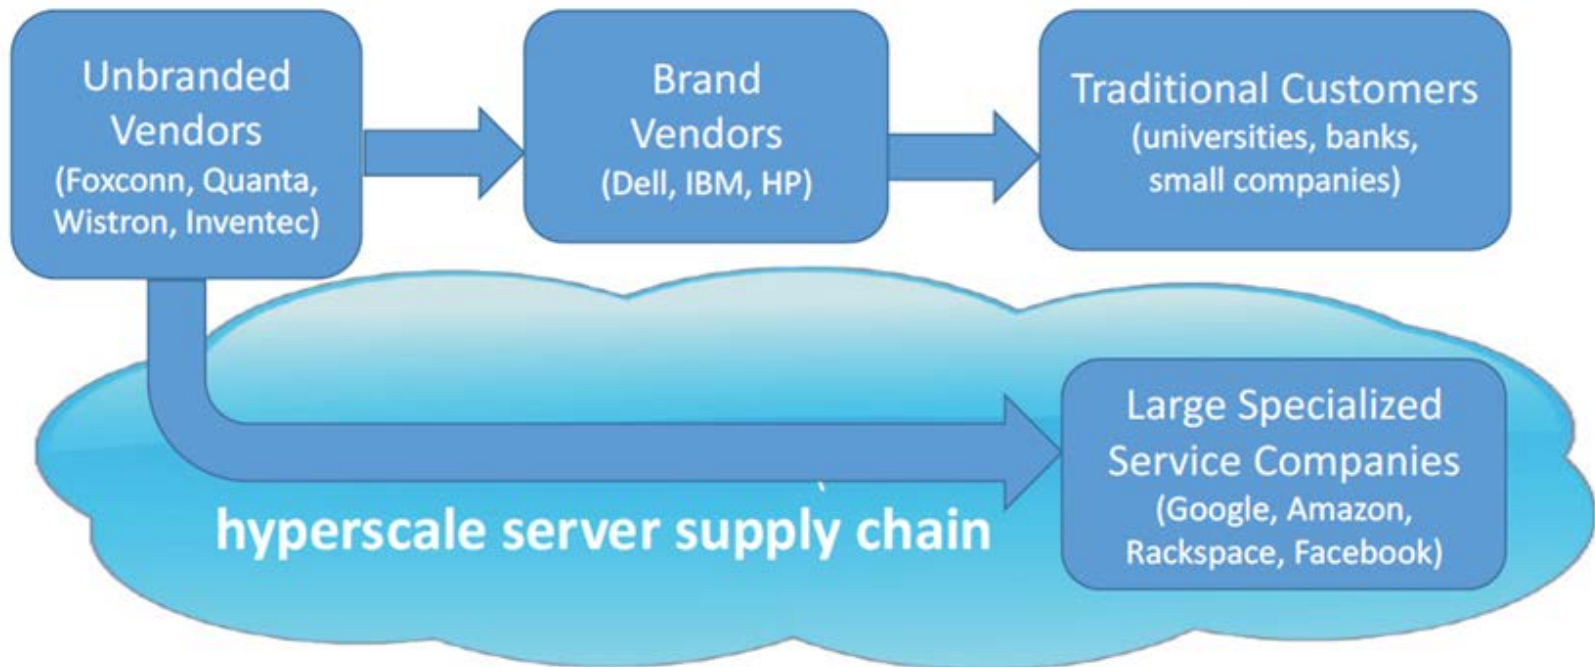 Unbranded
Vendors
(Foxconn, Quanta,
Wistron, Inventec)
Brand
Vendors
(Dell, IBM, HP)
Traditional Customers
(universities, banks,
small companies)
Large Specialized
Service Companies
(Google, Amazon,
Rackspace, Facebook)
hyperscale server supply chain